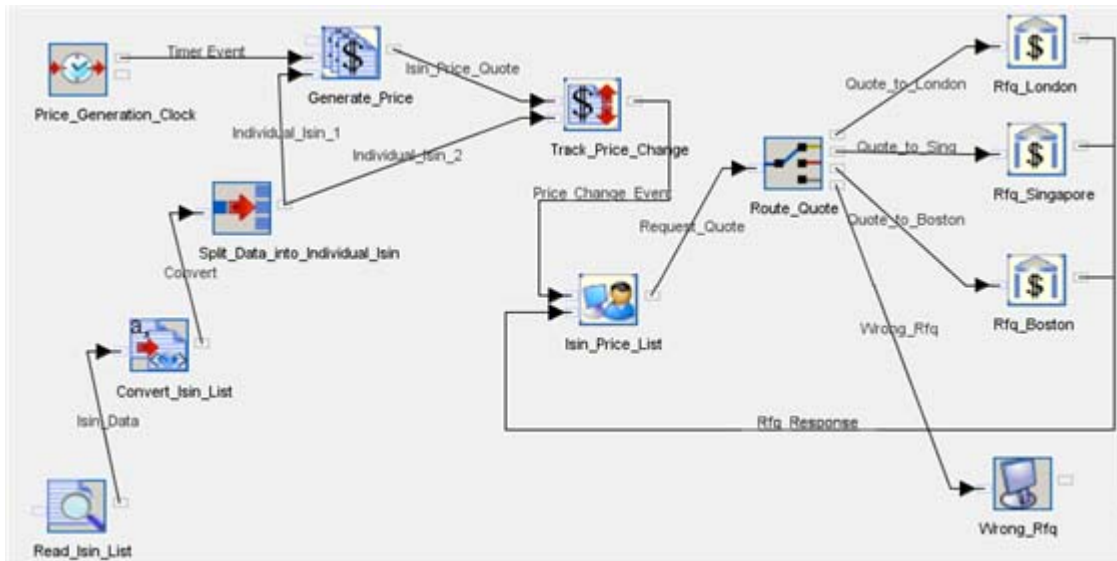 Timer Event
Price_Generation_Clock
Generate_Price
Isin_Price_Quote
Quote_to_London
Rfq_London
Individual_Isin_1
Individual_Isin_2
Track_Price_Change
Quote_to_Sing
Rfq_Singapore
Price_Change_Event
Request_Quote
Route_Quote
Quote_to_Boston
Split_Data_into_Individual_Isin
Convert
a,
Convert_Isin_List
Isin_Price_List
Wrong_Rfq
Rfq_Boston
Isin_Data
Rfq_Response
Read_Isin_List
Wrong_Rfq